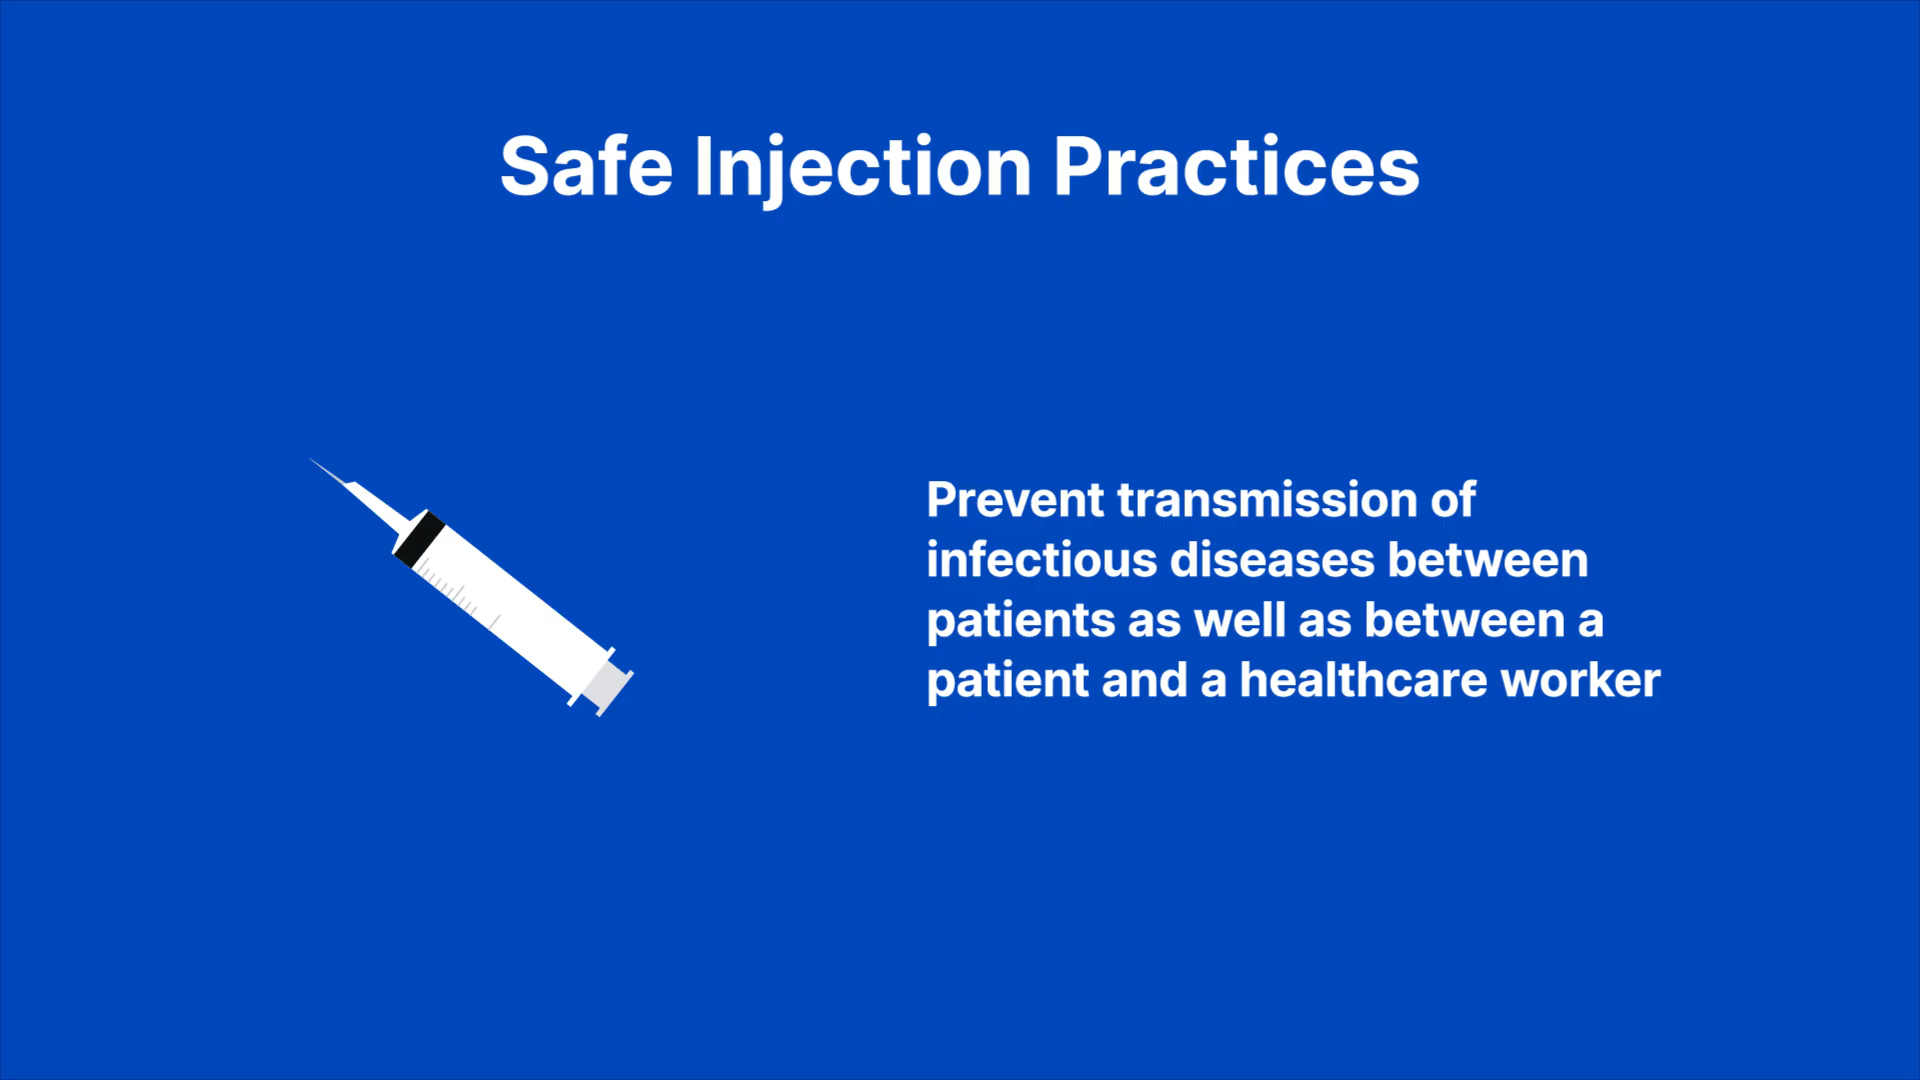 Safe Injection Practices
Prevent transmission of
infectious diseases between
patients as well as between a
patient and a healthcare worker